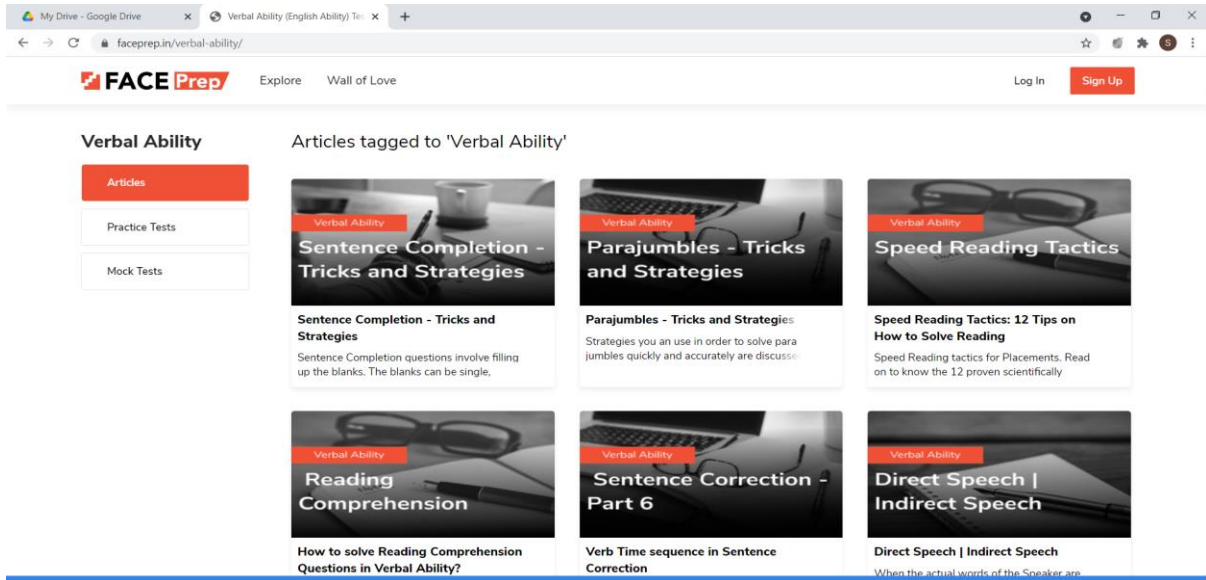 My Drive - Google Drive
Verbal Ability (English Ability) Tes
faceprep.in/verbal-ability/
S
FACE Prep
Explore
Wall of Love
Log In
Sign Up
Verbal Ability
Articles
Practice Tests
Mock Tests
Articles tagged to 'Verbal Ability'
Verbal Ability
Sentence Completion -
Tricks and Strategies
Sentence Completion - Tricks and
Strategies
Sentence Completion questions involve filling
up the blanks. The blanks can be single,
Verbal Ability
Parajumbles - Tricks
and Strategies
Parajumbles - Tricks and Strategies
Strategies you an use in order to solve para
jumbles quickly and accurately are discusse
Verbal Ability
Speed Reading Tactics
Speed Reading Tactics: 12 Tips on
How to Solve Reading
Speed Reading tactics for Placements. Read
on to know the 12 proven scientifically
Verbal Ability
Reading
Comprehension
How to solve Reading Comprehension
Questions in Verbal Ability?
Verbal Ability
Sentence Correction -
Part 6
Verb Time sequence in Sentence
Correction
Verbal Ability
Direct Speech |
Indirect Speech
Direct Speech | Indirect Speech
When the actual words of the Speaker are